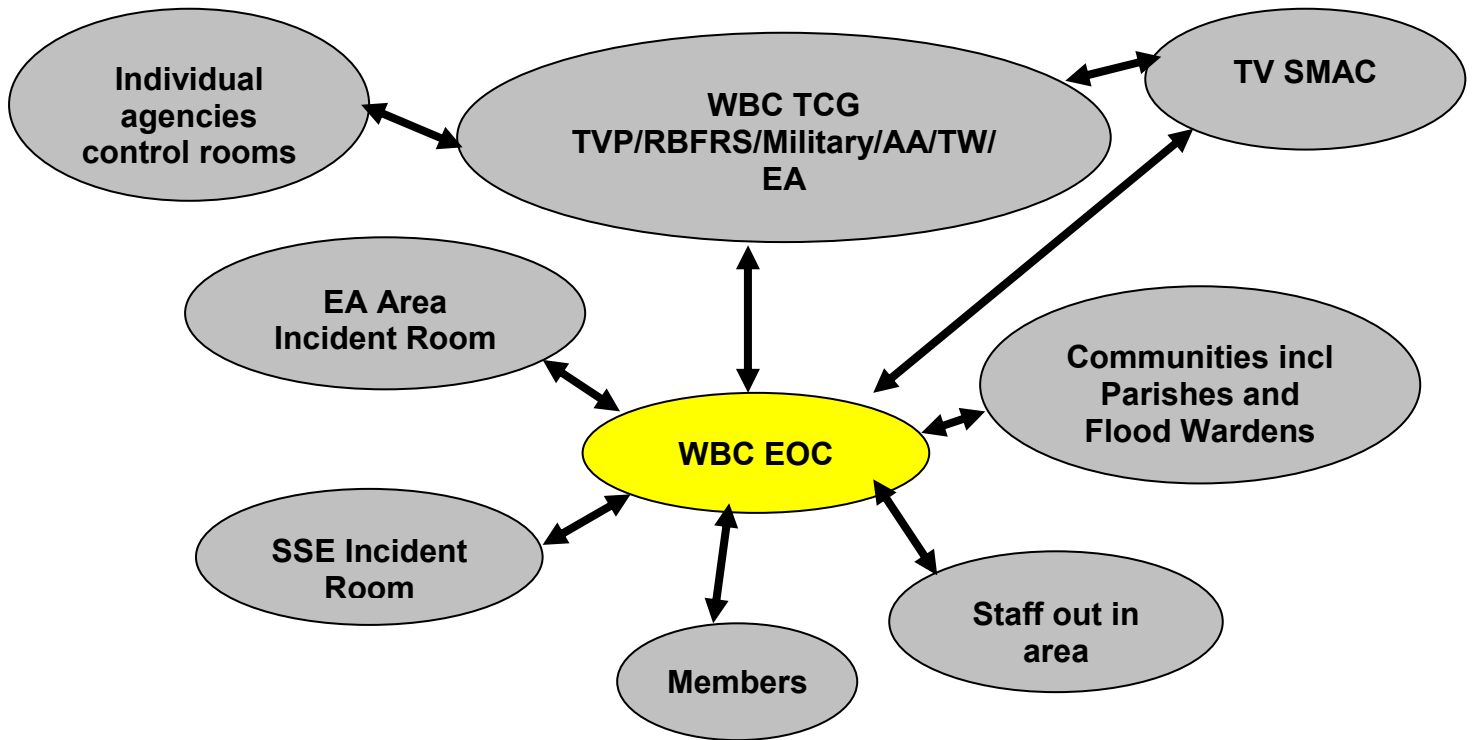 Individual
agencies
control rooms
WBC TCG
TVP/RBFRS/Military/AA/TW/
EA
TV SMAC
EA Area
Incident Room
Communities incl
Parishes and
Flood Wardens
WBC EOC
SSE Incident
Room
Staff out in
area
Members